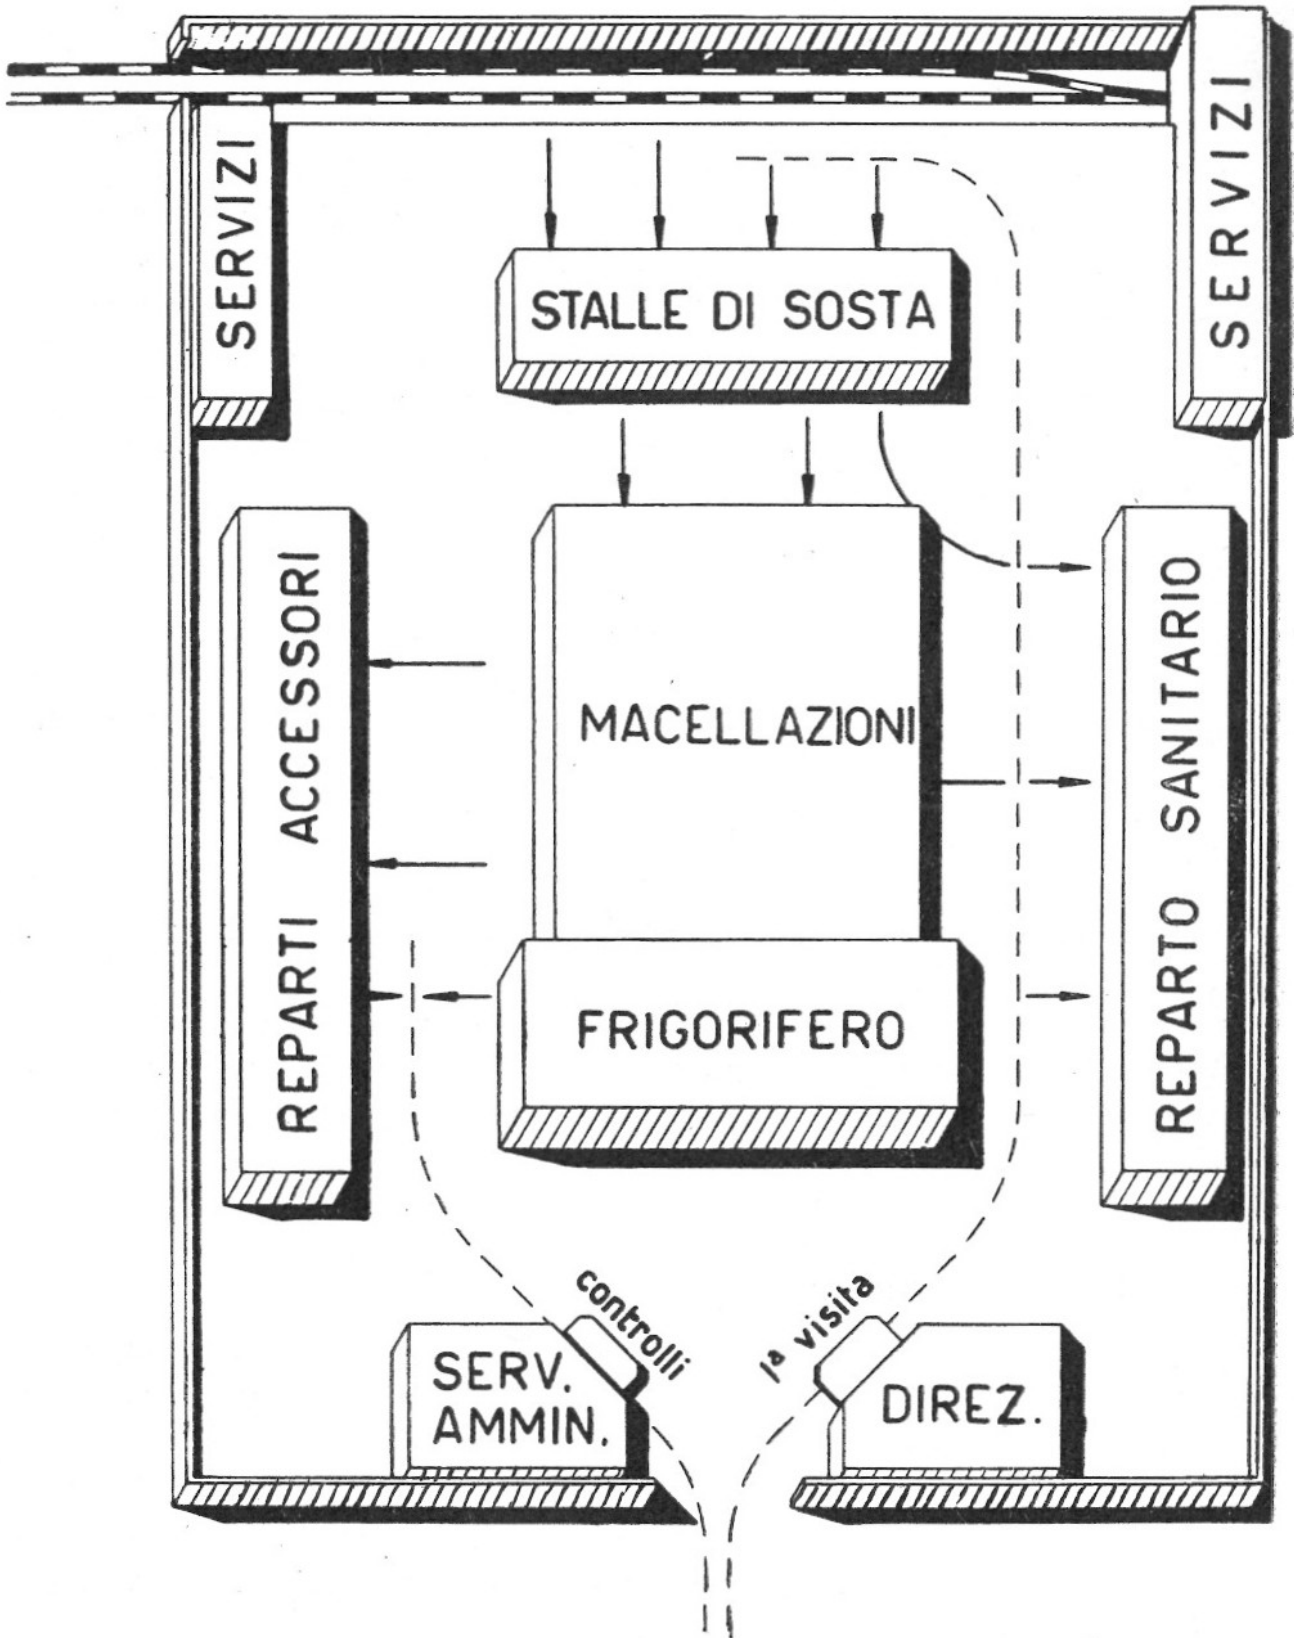 SERVIZI
SERVIZI
STALLE DI SOSTA
REPARTI ACCESSORI
MACELLAZIONI
REPARTO SANITARIO
FRIGORIFERO
controlli
1ª visita
SERV.
AMMIN.
DIREZ.